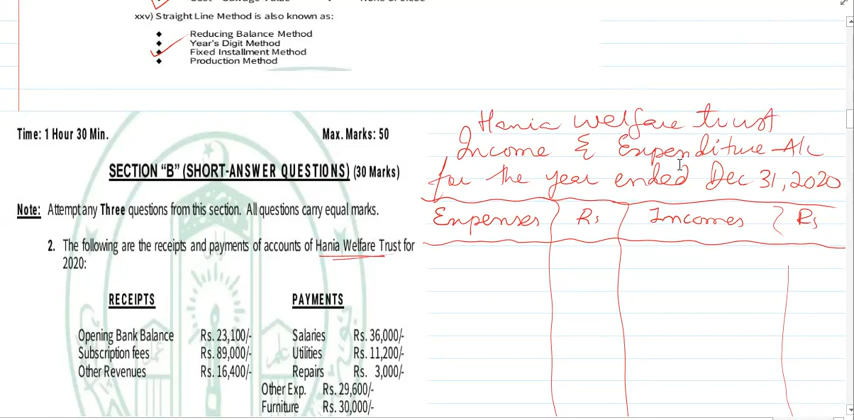 xxv) Straight Line Method is also known as:
Reducing Balance Method
Year's Digit Method
Fixed Installment Method
Production Method
Time: 1 Hour 30 Min. Max. Marks: 50
SECTION “B” (SHORT-ANSWER QUESTIONS) (30 Marks)
Note: Attempt any Three questions from this section. All questions carry equal marks.
2. The following are the receipts and payments of accounts of Hania Welfare Trust for
2020:
RECEIPTS PAYMENTS
Opening Bank Balance Rs. 23,100/- Salaries Rs. 36,000/-
Subscription fees Rs. 89,000/- Utilities Rs. 11,200/-
Other Revenues Rs. 16,400/- Repairs Rs. 3,000/-
Other Exp. Rs. 29,600/-
Furniture Rs. 30,000/-
Hania Welfare trust
Income & Expenditure A/c
for the year ended Dec 31, 2020
Expenses Rs Incomes Rs